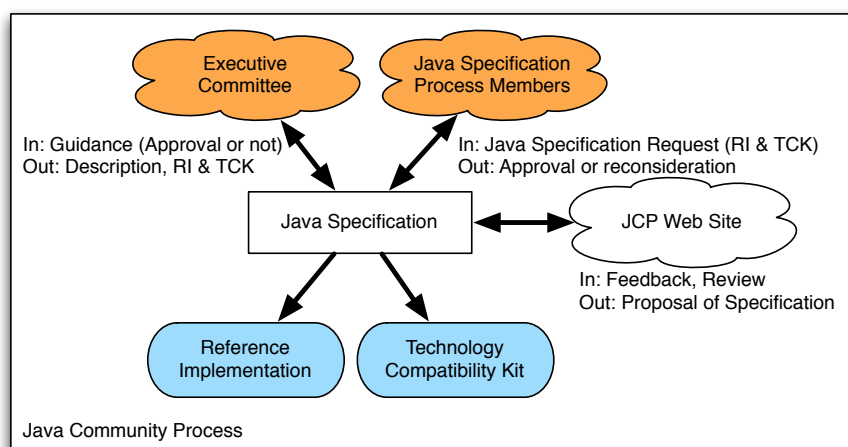 Executive
Committee
Java Specification
Process Members
In: Guidance (Approval or not)
Out: Description, RI & TCK
In: Java Specification Request (RI & TCK)
Out: Approval or reconsideration
Java Specification
JCP Web Site
In: Feedback, Review
Out: Proposal of Specification
Reference
Implementation
Technology
Compatibility Kit
Java Community Process